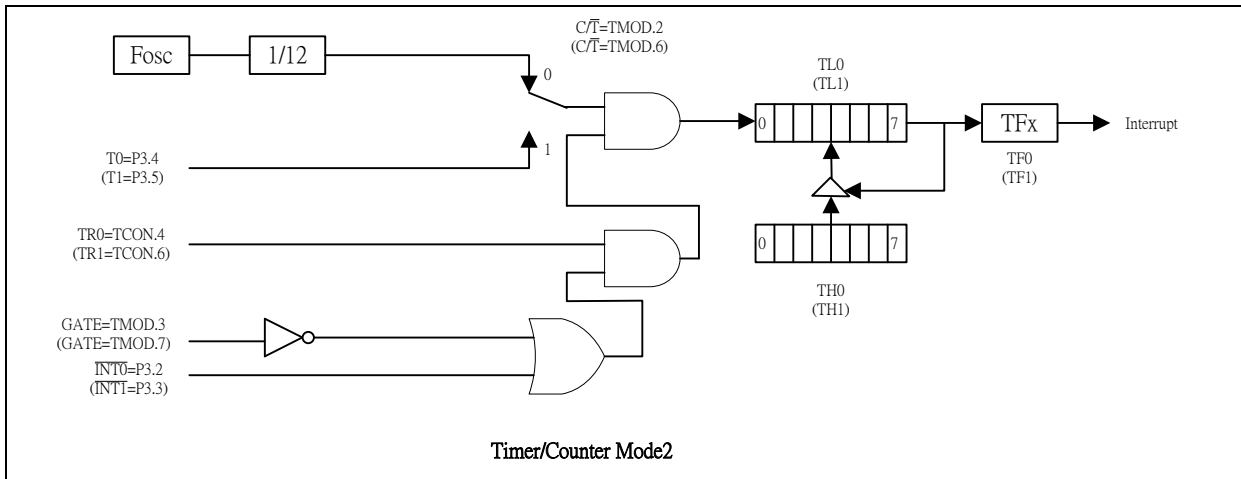 C/T̅=TMOD.2
(C/T̅=TMOD.6)
Fosc
1/12
0
1
T0=P3.4
(T1=P3.5)
TL0
(TL1)
0 7
TFx
Interrupt
TF0
(TF1)
TR0=TCON.4
(TR1=TCON.6)
0 7
TH0
(TH1)
GATE=TMOD.3
(GATE=TMOD.7)
I̅N̅T̅0̅=P3.2
(I̅N̅T̅1̅=P3.3)
Timer/Counter Mode2